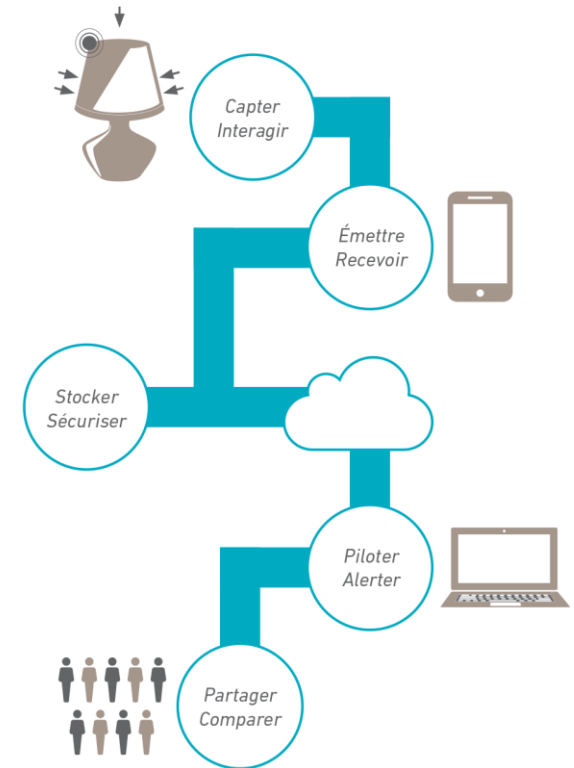 Capter
Interagir
Émettre
Recevoir
Stocker
Sécuriser
Piloter
Alerter
Partager
Comparer